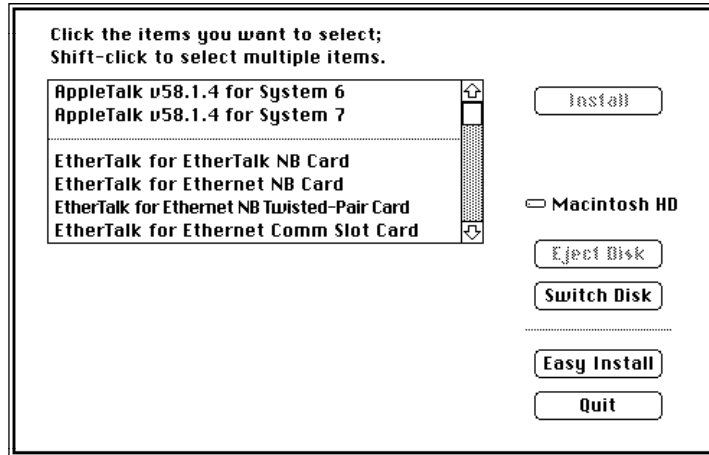 Click the items you want to select;
Shift-click to select multiple items.
AppleTalk v58.1.4 for System 6
AppleTalk v58.1.4 for System 7
EtherTalk for EtherTalk NB Card
EtherTalk for Ethernet NB Card
EtherTalk for Ethernet NB Twisted-Pair Card
EtherTalk for Ethernet Comm Slot Card
Install
Macintosh HD
Eject Disk
Switch Disk
Easy Install
Quit